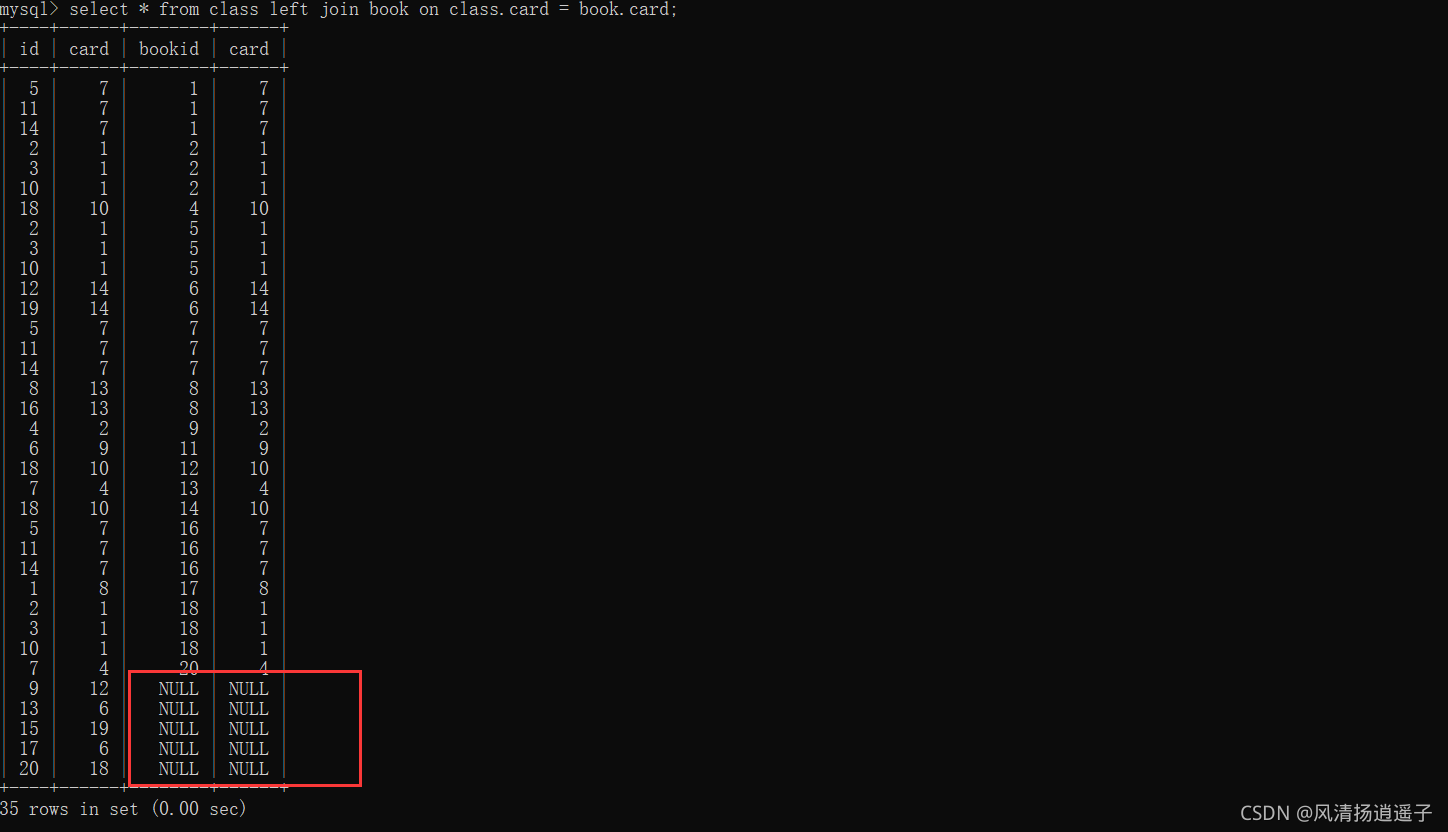 mysql> select * from class left join book on class.card = book.card;
+----+------+--------+------+
| id | card | bookid | card |
+----+------+--------+------+
|  5 |    7 |      1 |    7 |
| 11 |    7 |      1 |    7 |
| 14 |    7 |      1 |    7 |
|  2 |    1 |      2 |    1 |
|  3 |    1 |      2 |    1 |
| 10 |    1 |      2 |    1 |
| 18 |   10 |      4 |   10 |
|  2 |    1 |      5 |    1 |
|  3 |    1 |      5 |    1 |
| 10 |    1 |      5 |    1 |
| 12 |   14 |      6 |   14 |
| 19 |   14 |      6 |   14 |
|  5 |    7 |      7 |    7 |
| 11 |    7 |      7 |    7 |
| 14 |    7 |      7 |    7 |
|  8 |   13 |      8 |   13 |
| 16 |   13 |      8 |   13 |
|  4 |    2 |      9 |    2 |
|  6 |    9 |     11 |    9 |
| 18 |   10 |     12 |   10 |
|  7 |    4 |     13 |    4 |
| 18 |   10 |     14 |   10 |
|  5 |    7 |     16 |    7 |
| 11 |    7 |     16 |    7 |
| 14 |    7 |     16 |    7 |
|  1 |    8 |     17 |    8 |
|  2 |    1 |     18 |    1 |
|  3 |    1 |     18 |    1 |
| 10 |    1 |     18 |    1 |
|  7 |    4 |     20 |    4 |
|  9 |   12 |   NULL | NULL |
| 13 |    6 |   NULL | NULL |
| 15 |   19 |   NULL | NULL |
| 17 |    6 |   NULL | NULL |
| 20 |   18 |   NULL | NULL |
+----+------+--------+------+
35 rows in set (0.00 sec)
CSDN @风清扬逍遥子